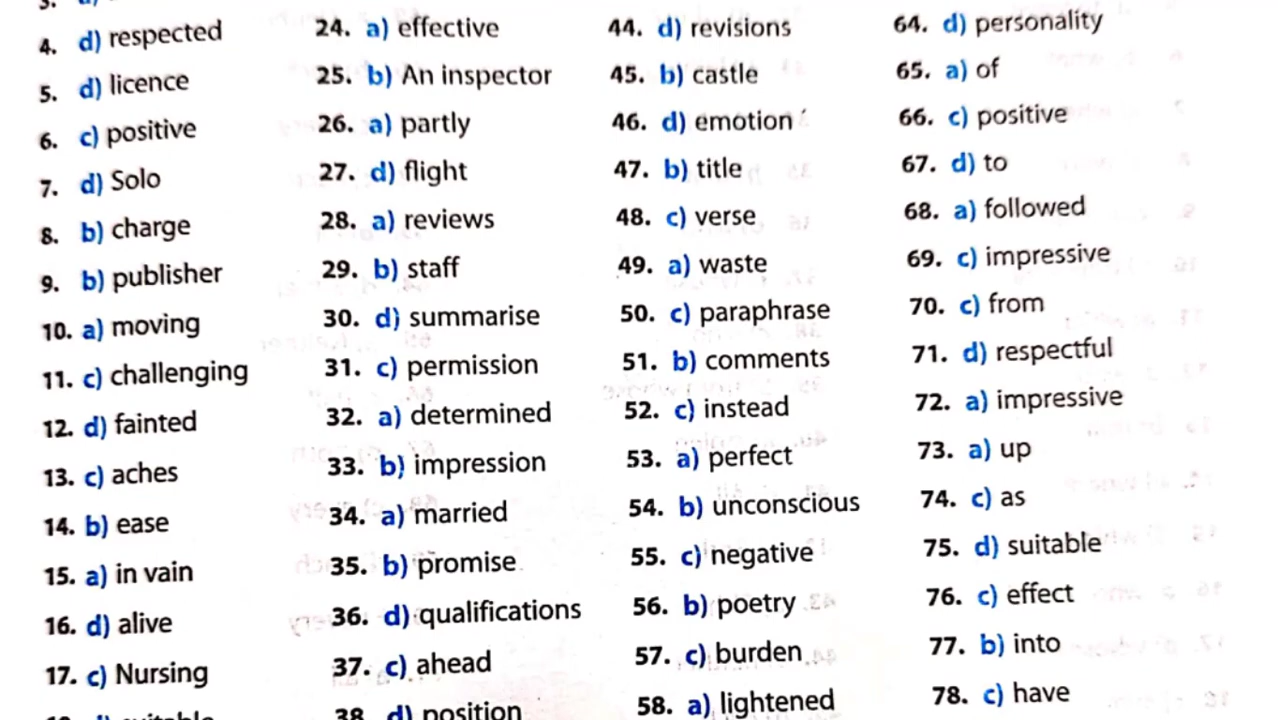 4. d) respected
5. d) licence
6. c) positive
7. d) Solo
8. b) charge
9. b) publisher
10. a) moving
11. c) challenging
12. d) fainted
13. c) aches
14. b) ease
15. a) in vain
16. d) alive
17. c) Nursing
24. a) effective
25. b) An inspector
26. a) partly
27. d) flight
28. a) reviews
29. b) staff
30. d) summarise
31. c) permission
32. a) determined
33. b) impression
34. a) married
35. b) promise
36. d) qualifications
37. c) ahead
38. d) position
44. d) revisions
45. b) castle
46. d) emotion
47. b) title
48. c) verse
49. a) waste
50. c) paraphrase
51. b) comments
52. c) instead
53. a) perfect
54. b) unconscious
55. c) negative
56. b) poetry
57. c) burden
58. a) lightened
64. d) personality
65. a) of
66. c) positive
67. d) to
68. a) followed
69. c) impressive
70. c) from
71. d) respectful
72. a) impressive
73. a) up
74. c) as
75. d) suitable
76. c) effect
77. b) into
78. c) have